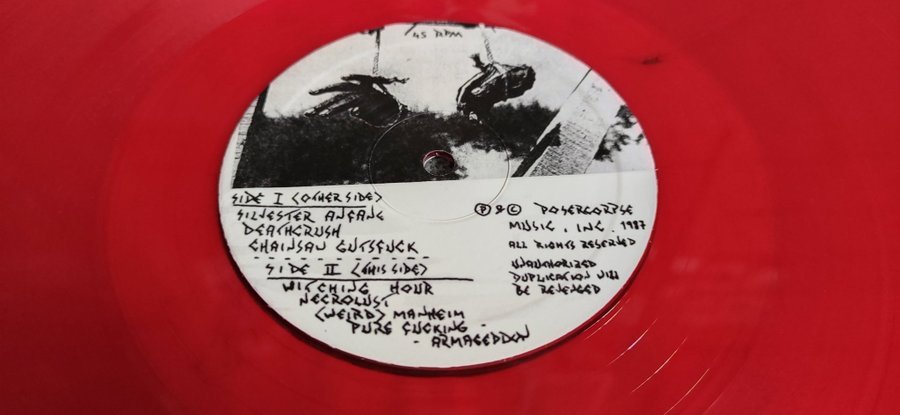 45 RPM
SIDE I (OTHER SIDE)
SILVESTER ANFANG
DEATHCRUSH
CHAINSAW GUTSFUCK
SIDE II (THIS SIDE)
WITCHING HOUR
NECROLUST
(WEIRD) MANHEIM
PURE FUCKING -
- ARMAGEDDON
Ⓟ & © POSERCORPSE
MUSIC, INC. 1987
ALL RIGHTS RESERVED
UNAUTHORIZED
DUPLICATION WILL
BE REVENGED